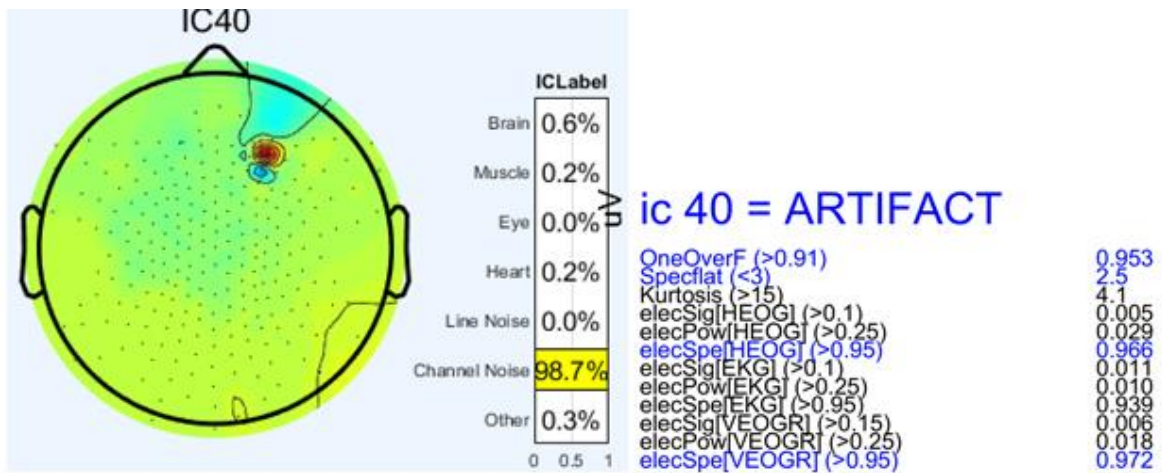 IC40
ICLabel
Brain 0.6%
Muscle 0.2%
Eye 0.0%
Heart 0.2%
Line Noise 0.0%
Channel Noise 98.7%
Other 0.3%
0 0.5 1
uV
ic 40 = ARTIFACT
OneOverF (>0.91) 0.953
Specflat (<3) 2.5
Kurtosis (>15) 4.1
elecSig[HEOG] (>0.1) 0.005
elecPow[HEOG] (>0.25) 0.029
elecSpe[HEOG] (>0.95) 0.966
elecSig[EKG] (>0.1) 0.011
elecPow[EKG] (>0.25) 0.010
elecSpe[EKG] (>0.95) 0.939
elecSig[VEOGR] (>0.15) 0.006
elecPow[VEOGR] (>0.25) 0.018
elecSpe[VEOGR] (>0.95) 0.972